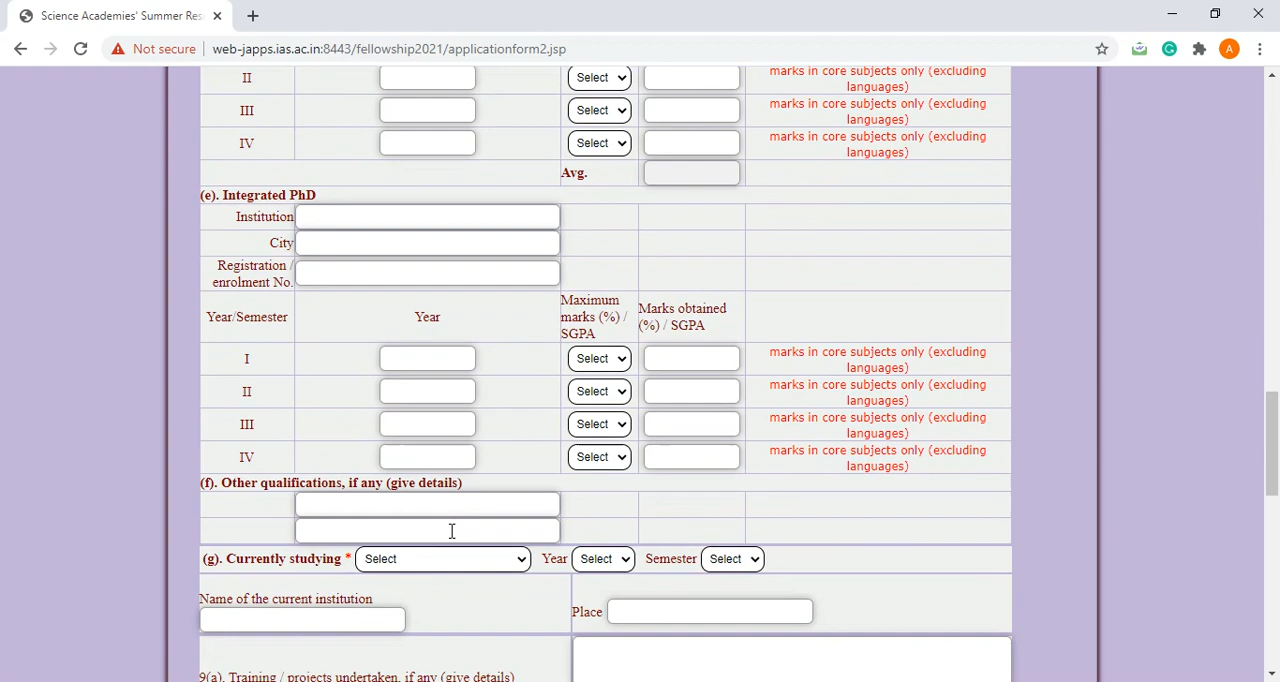 Science Academies' Summer Res
Not secure
web-japps.ias.ac.in:8443/fellowship2021/applicationform2.jsp
A
II
Select
marks in core subjects only (excluding
languages)
III
Select
marks in core subjects only (excluding
languages)
IV
Select
marks in core subjects only (excluding
languages)
Avg.
(e). Integrated PhD
Institution
City
Registration /
enrolment No.
Year/Semester
Year
Maximum
marks (%) /
SGPA
Marks obtained
(%) / SGPA
I
Select
marks in core subjects only (excluding
languages)
II
Select
marks in core subjects only (excluding
languages)
III
Select
marks in core subjects only (excluding
languages)
IV
Select
marks in core subjects only (excluding
languages)
(f). Other qualifications, if any (give details)
(g). Currently studying * Select Year Select Semester Select
Name of the current institution
Place
9(a). Training / projects undertaken, if any (give details)